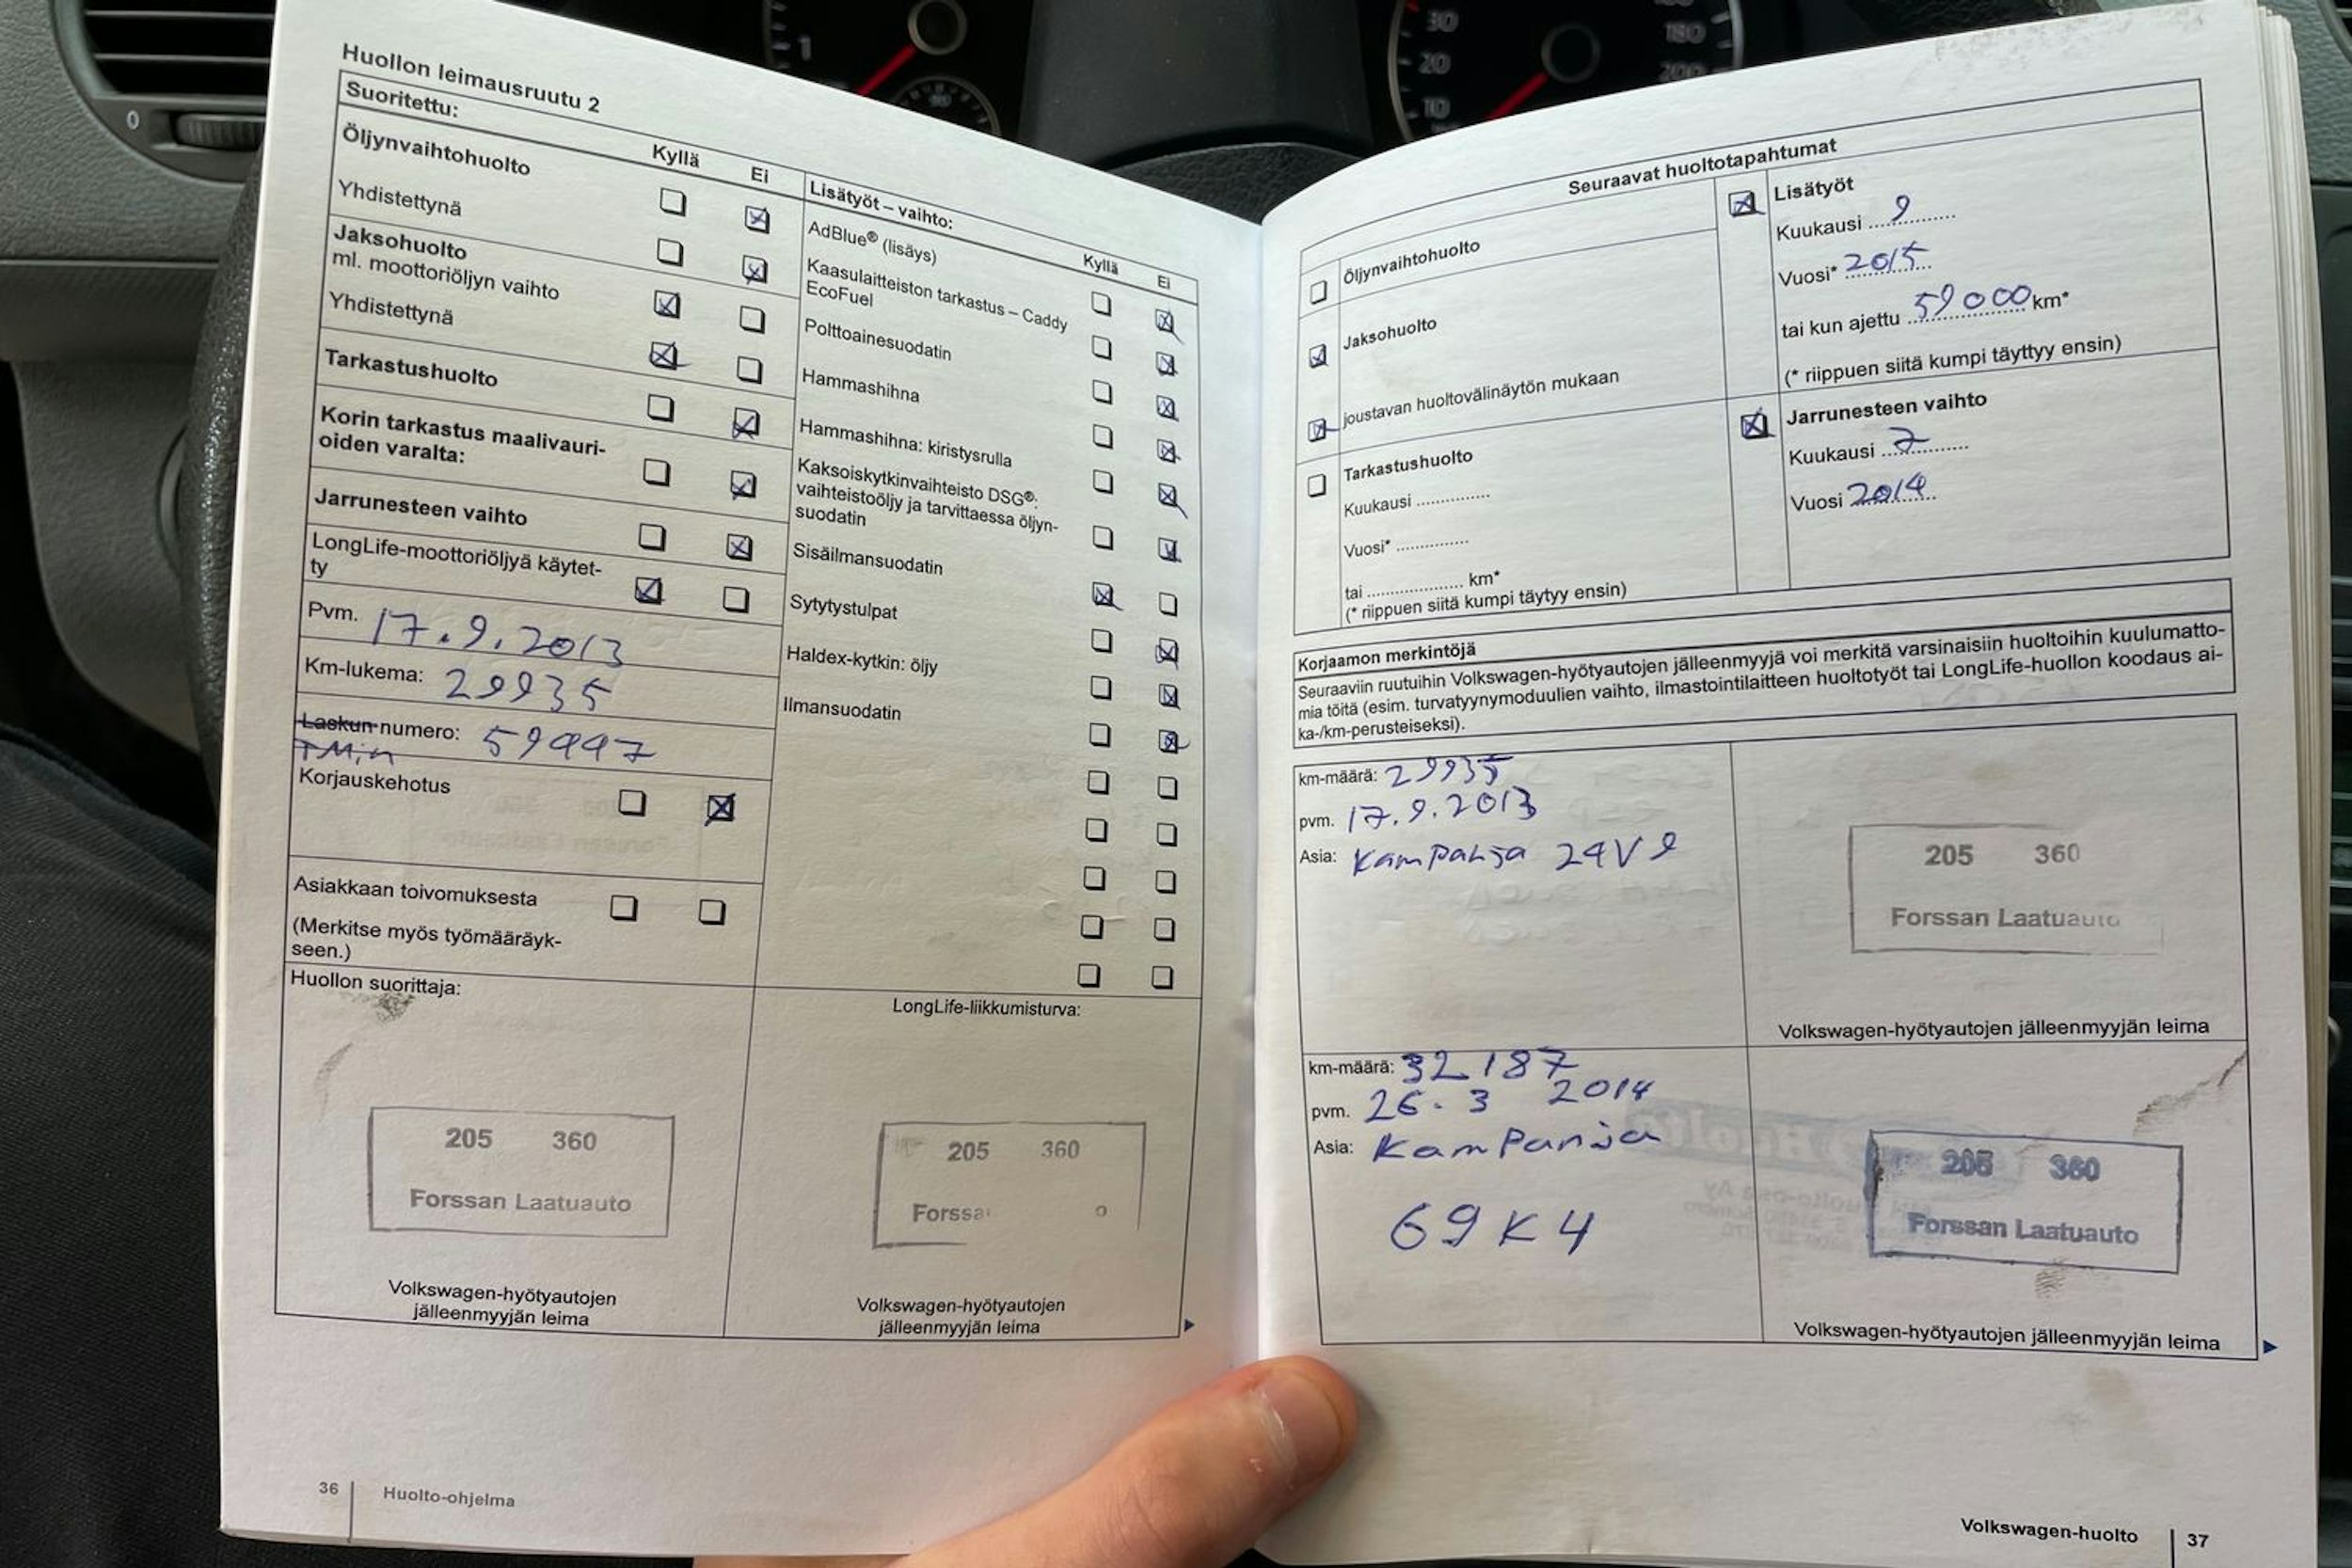 Huollon leimausruutu 2
Suoritettu:
Kyllä
Ei
Öljynvaihtohuolto
Yhdistettynä
Jaksohuolto
ml. moottoriöljyn vaihto
Yhdistettynä
Tarkastushuolto
Korin tarkastus maalivauri-
oiden varalta:
Jarrunesteen vaihto
LongLife-moottoriöljyä käytet-
ty
Pvm. 17.9.2013
Km-lukema: 29935
Laskun numero: 59997
Korjauskehotus
Asiakkaan toivomuksesta
(Merkitse myös työmääräyk-
seen.)
Lisätyöt – vaihto:
Kyllä
Ei
AdBlue® (lisäys)
Kaasulaitteiston tarkastus – Caddy
EcoFuel
Polttoainesuodatin
Hammashihna
Hammashihna: kiristysrulla
Kaksoiskytkinvaihteisto DSG®:
vaihteistoöljy ja tarvittaessa öljyn-
suodatin
Sisäilmansuodatin
Sytytystulpat
Haldex-kytkin: öljy
Ilmansuodatin
Huollon suorittaja:
205 360
Forssan Laatuauto
Volkswagen-hyötyautojen
jälleenmyyjän leima
LongLife-liikkumisturva:
205 360
Volkswagen-hyötyautojen
jälleenmyyjän leima
36
Huolto-ohjelma
Seuraavat huoltotapahtumat
Öljynvaihtohuolto
Jaksohuolto
joustavan huoltovälinäytön mukaan
Tarkastushuolto
Kuukausi ...............
Vuosi* ...............
tai .................... km*
(* riippuen siitä kumpi täytyy ensin)
Lisätyöt
Kuukausi 9
Vuosi* 2015
tai kun ajettu 59000 km*
(* riippuen siitä kumpi täyttyy ensin)
Jarrunesteen vaihto
Kuukausi 7
Vuosi 2014
Korjaamon merkintöjä
Seuraaviin ruutuihin Volkswagen-hyötyautojen jälleenmyyjä voi merkitä varsinaisiin huoltoihin kuulumatto-
mia töitä (esim. turvatyynymoduulien vaihto, ilmastointilaitteen huoltotyöt tai LongLife-huollon koodaus ai-
ka-/km-perusteiseksi).
km-määrä: 29935
pvm. 17.9.2013
Asia: Kampanja 24V9
205 360
Forssan Laatuauto
Volkswagen-hyötyautojen jälleenmyyjän leima
km-määrä: 32187
pvm. 26.3 2014
Asia: Kampanja
69K4
205 360
Forssan Laatuauto
Volkswagen-hyötyautojen jälleenmyyjän leima
Volkswagen-huolto
37